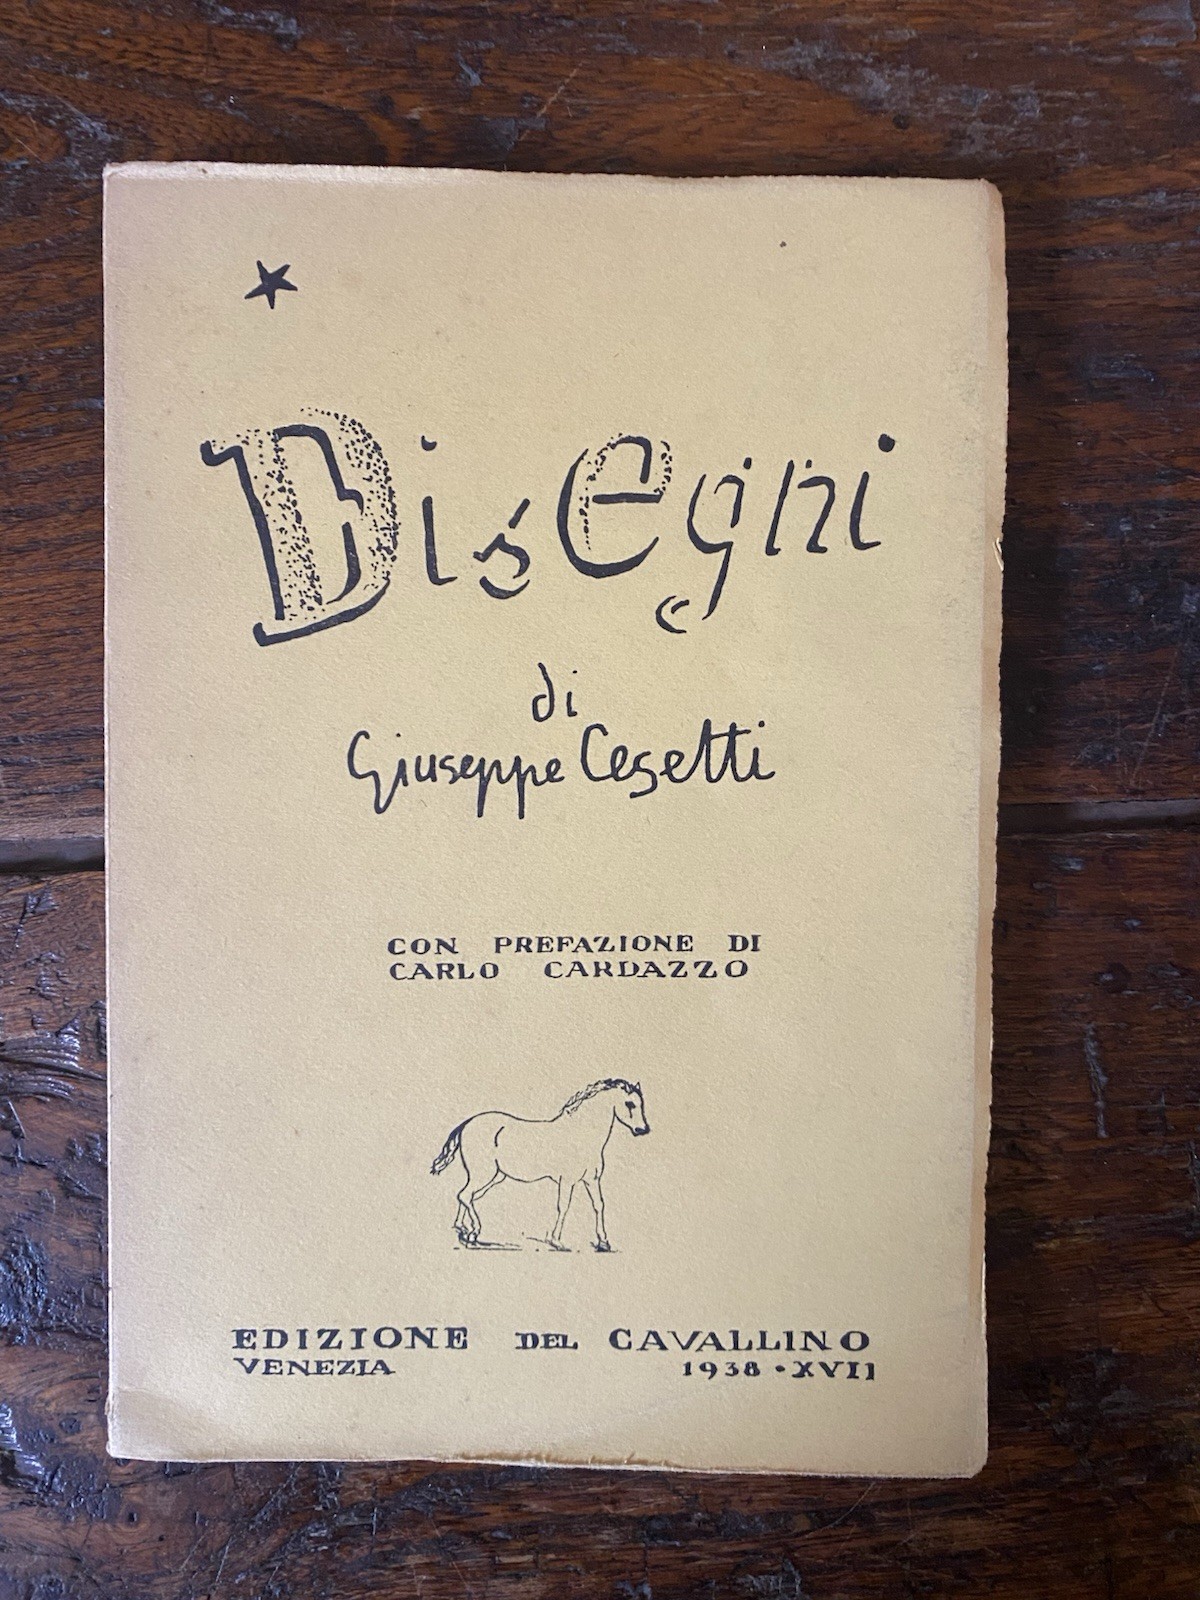 Disegni
di
Giuseppe Cesetti
CON PREFAZIONE DI
CARLO CARDAZZO
EDIZIONE DEL CAVALLINO
VENEZIA 1938 • XVII